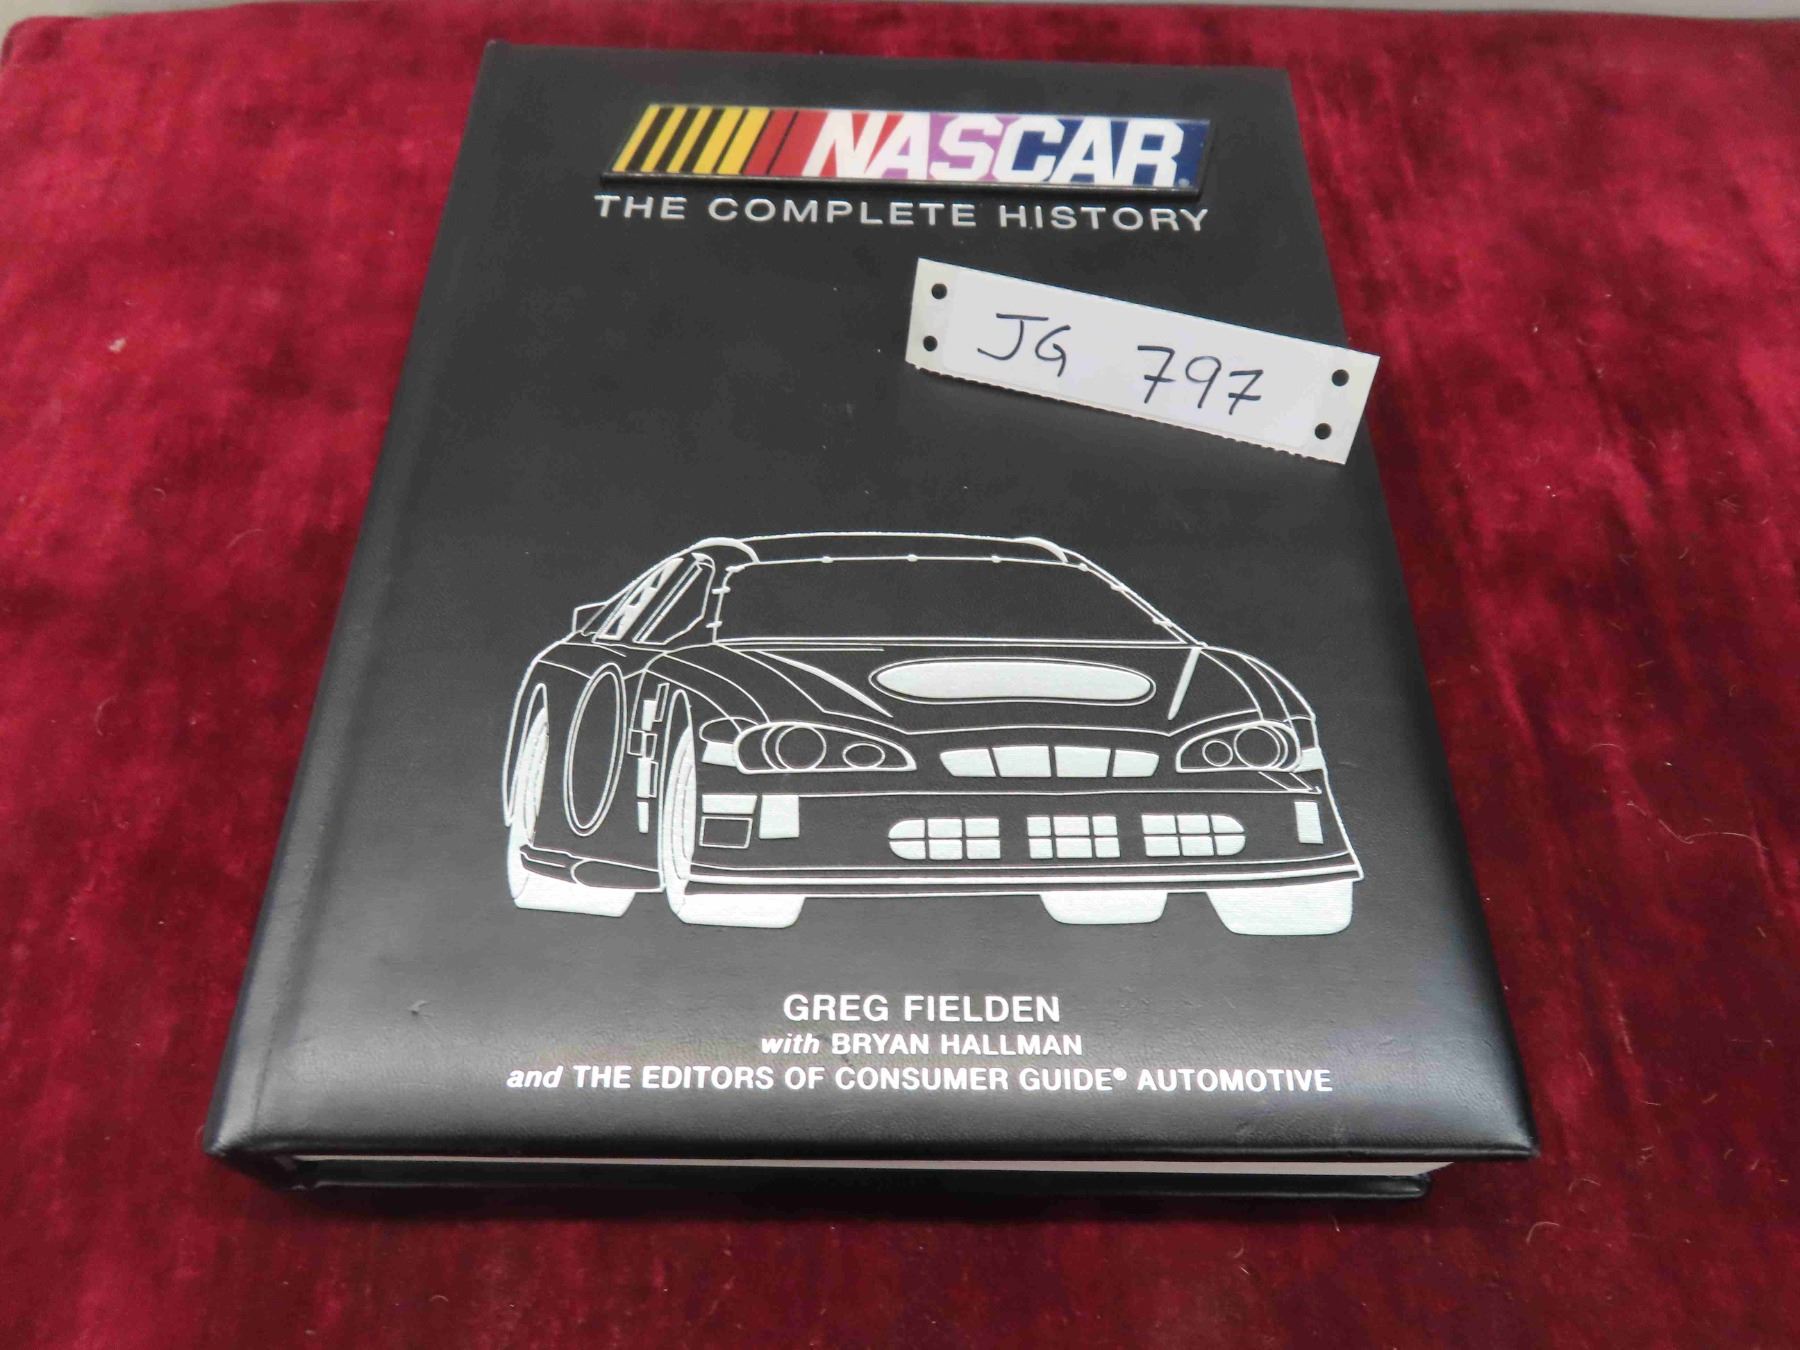 NASCAR
THE COMPLETE HISTORY
JG 797
GREG FIELDEN
with BRYAN HALLMAN
and THE EDITORS OF CONSUMER GUIDE® AUTOMOTIVE